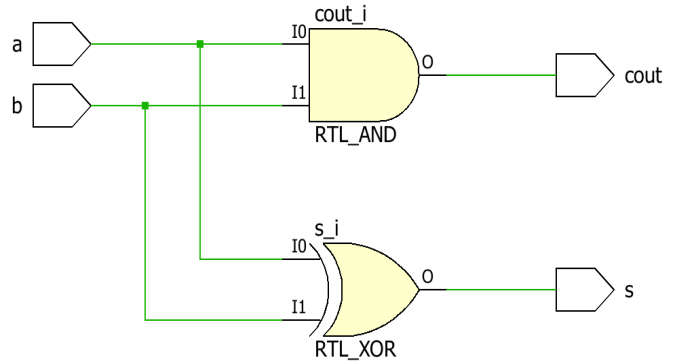 cout_i
a
I0
O
cout
b
I1
RTL_AND
s_i
I0
O
s
I1
RTL_XOR